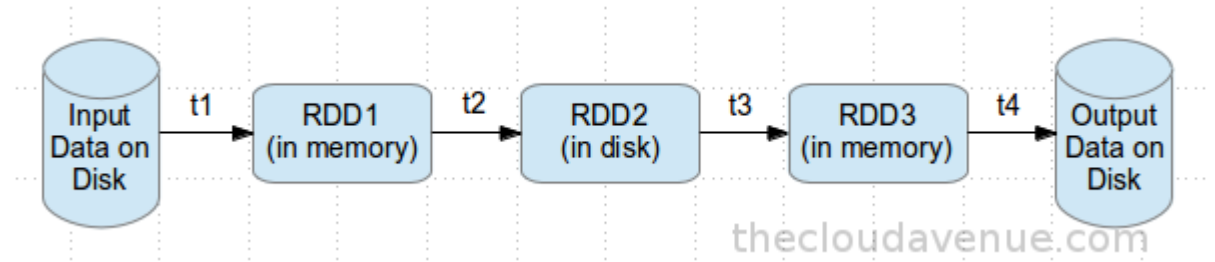 Input
Data on
Disk
t1
RDD1
(in memory)
t2
RDD2
(in disk)
t3
RDD3
(in memory)
t4
Output
Data on
Disk
thecloudavenue.com